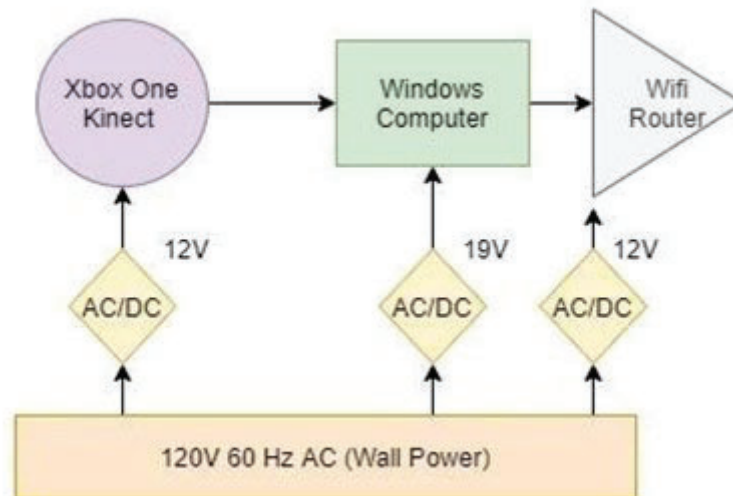 Xbox One
Kinect
Windows
Computer
Wifi
Router
12V
19V
12V
AC/DC
AC/DC
AC/DC
120V 60 Hz AC (Wall Power)